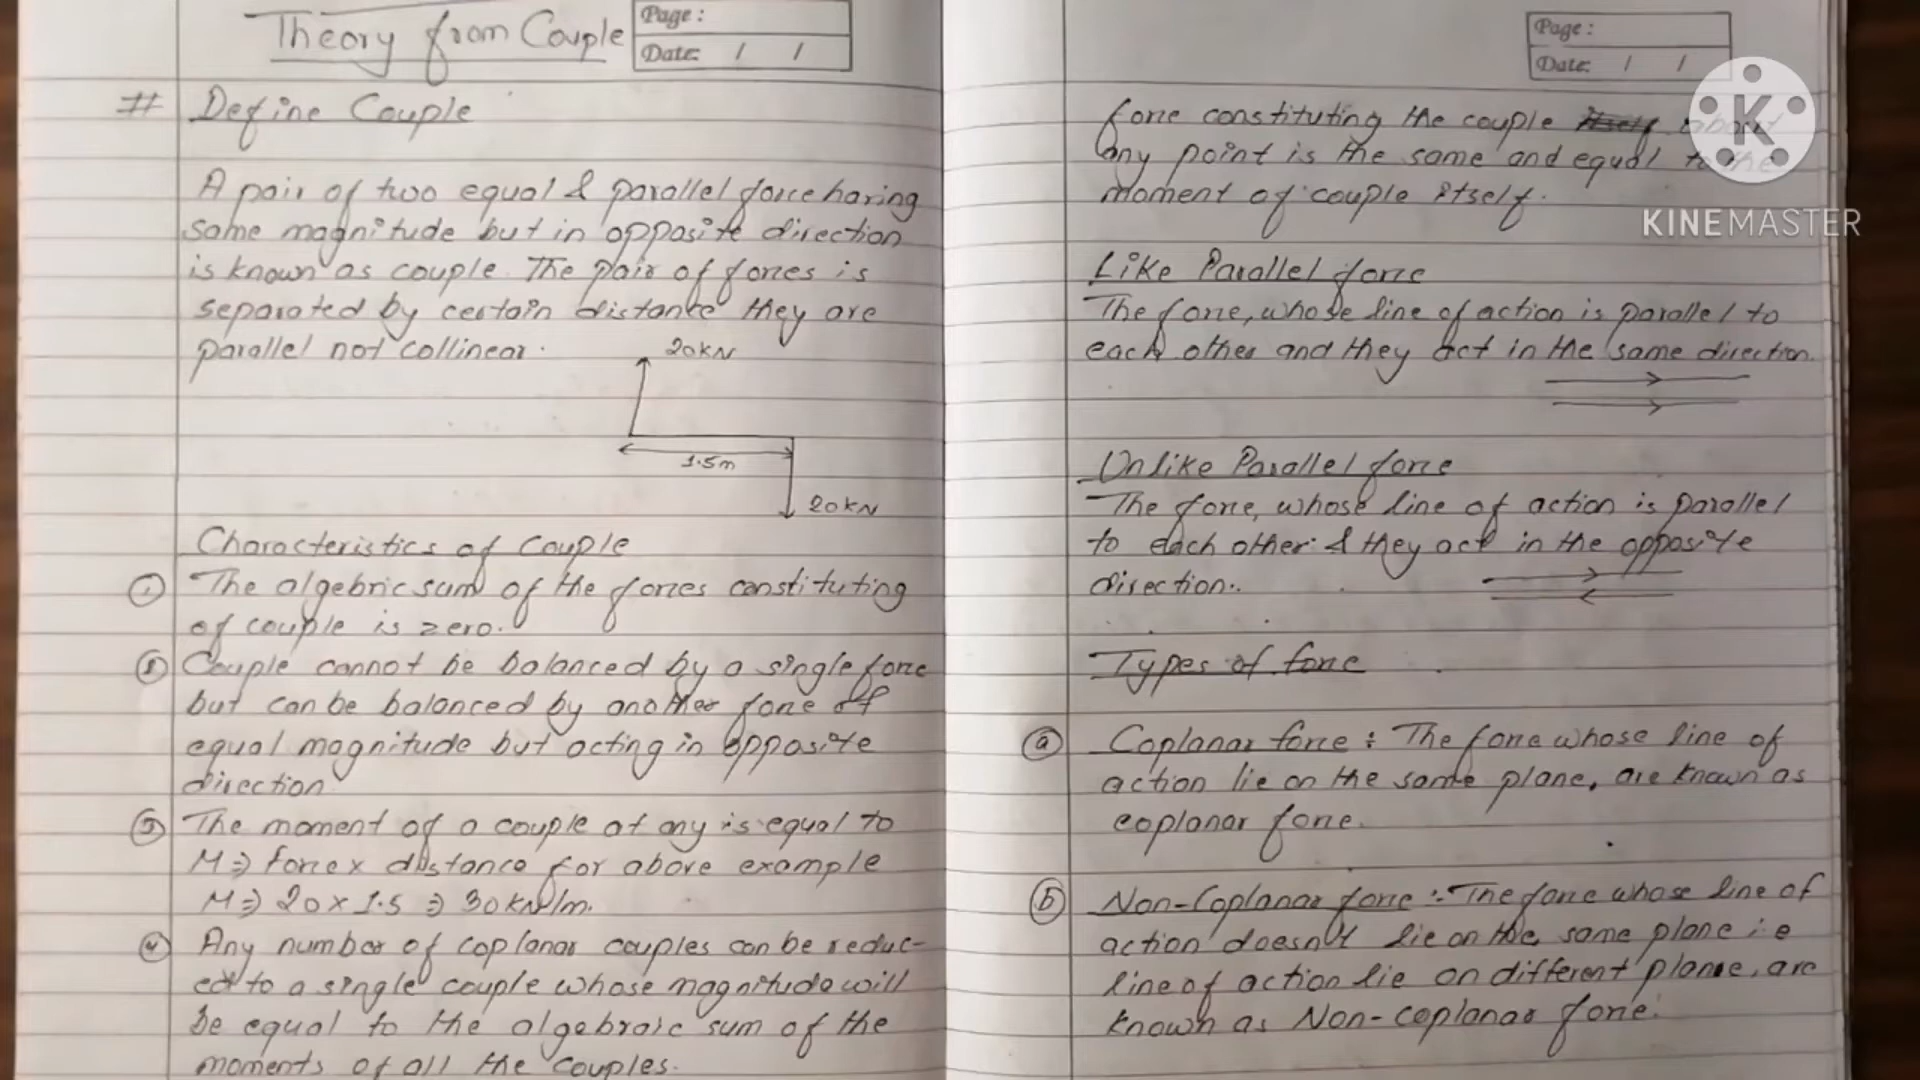 Theory from Couple
Page :
Date: / /
# Define Couple
A pair of two equal & parallel force having
same magnitude but in opposite direction
is known as couple. The pair of forces is
separated by certain distance they are
parallel not collinear.
20KN
1.5m
20KN
Characteristics of Couple
① The algebric sum of the forces constituting
of couple is zero.
② Couple cannot be balanced by a single force
but can be balanced by another force of
equal magnitude but acting in opposite
direction
③ The moment of a couple at any is equal to
M ⇒ force x distance for above example
M ⇒ 20 x 1.5 ⇒ 30 kN/m.
④ Any number of coplanar couples can be reduc-
ed to a single couple whose magnitude will
be equal to the algebraic sum of the
moments of all the couples.
Page :
Date: / /
force constituting the couple itself about
any point is the same and equal to the
moment of couple itself.
K
KINEMASTER
Like Parallel force
The force, whose line of action is parallel to
each other and they act in the same direction.
Unlike Parallel force
The force, whose line of action is parallel
to each other & they act in the opposite
direction.
Types of force
ⓐ Coplanar force : The force whose line of
action lie on the same plane, are known as
coplanar force.
ⓑ Non-Coplanar force :- The force whose line of
action doesn't lie on the same plane i.e
line of action lie on different plane, are
known as Non-coplanar force.